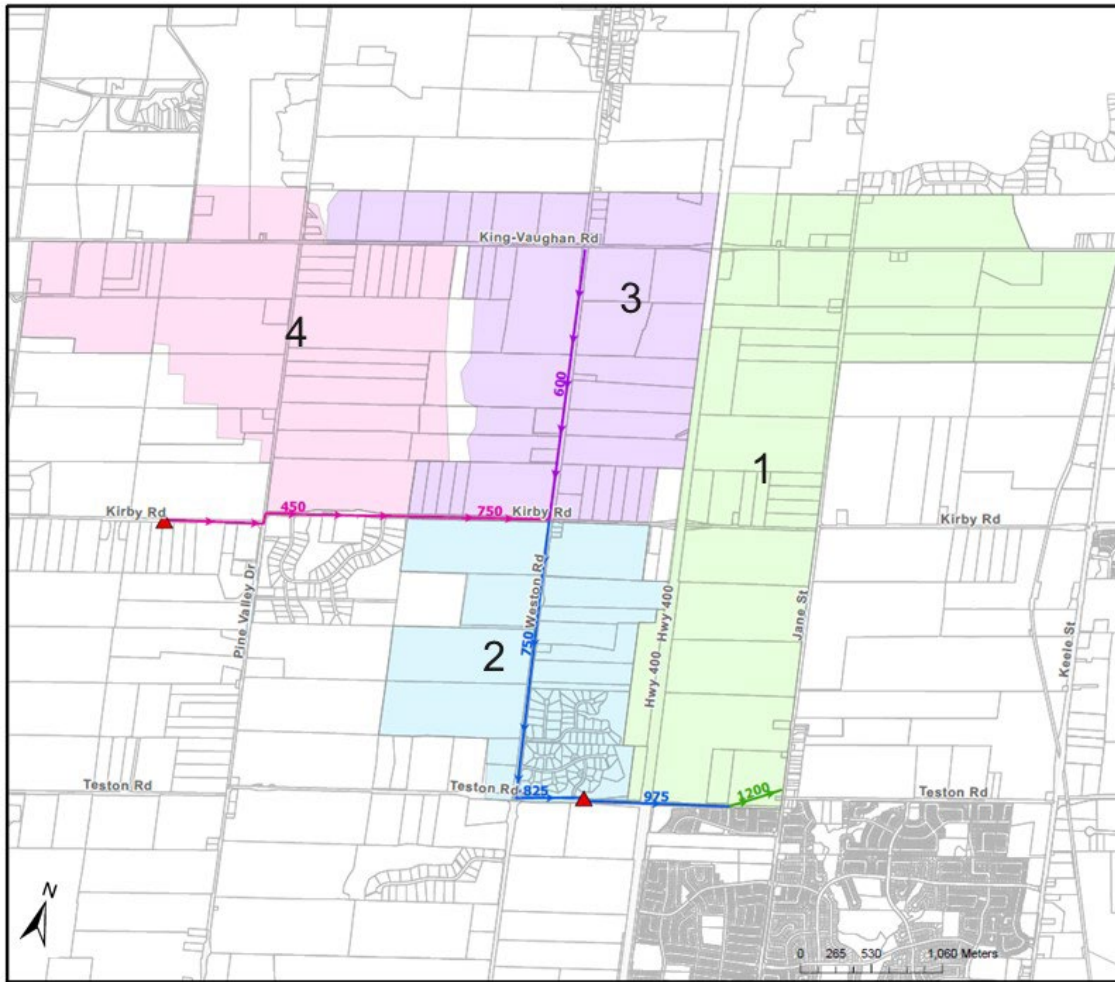 King-Vaughan Rd
3
4
600
1
Kirby Rd
450
750
Kirby Rd
Kirby Rd
Pine Valley Dr
Weston Rd
750
2
Hwy 400
Hwy 400
Jane St
Keele St
Teston Rd
Teston Rd
825
975
1200
Teston Rd
N
0 265 530 1,060 Meters